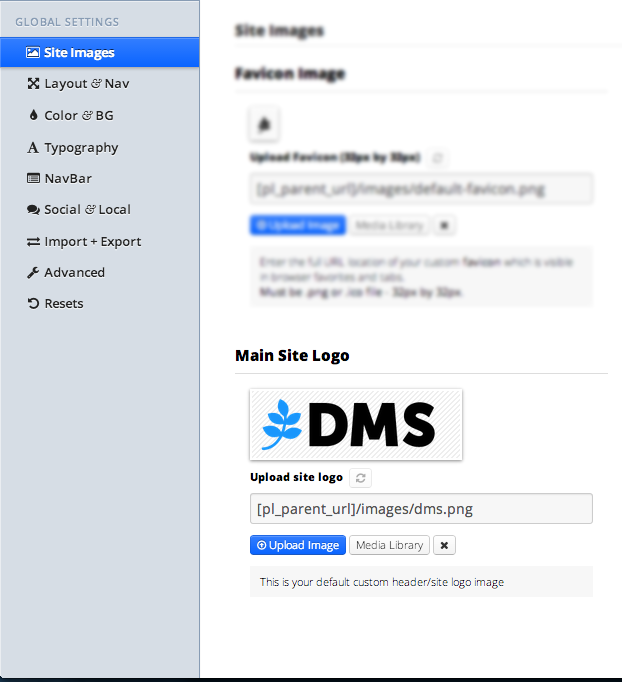 GLOBAL SETTINGS
Site Images
Layout & Nav
Color & BG
Typography
NavBar
Social & Local
Import + Export
Advanced
Resets
Site Images
Favicon Image
Upload Favicon (32px by 32px)
[pl_parent_url]/images/default-favicon.png
Upload Image Media Library
Enter the full URL location of your custom favicon which is visible
in browser favorites and tabs.
Must be .png or .ico file - 32px by 32px.
Main Site Logo
DMS
Upload site logo
[pl_parent_url]/images/dms.png
Upload Image Media Library
This is your default custom header/site logo image